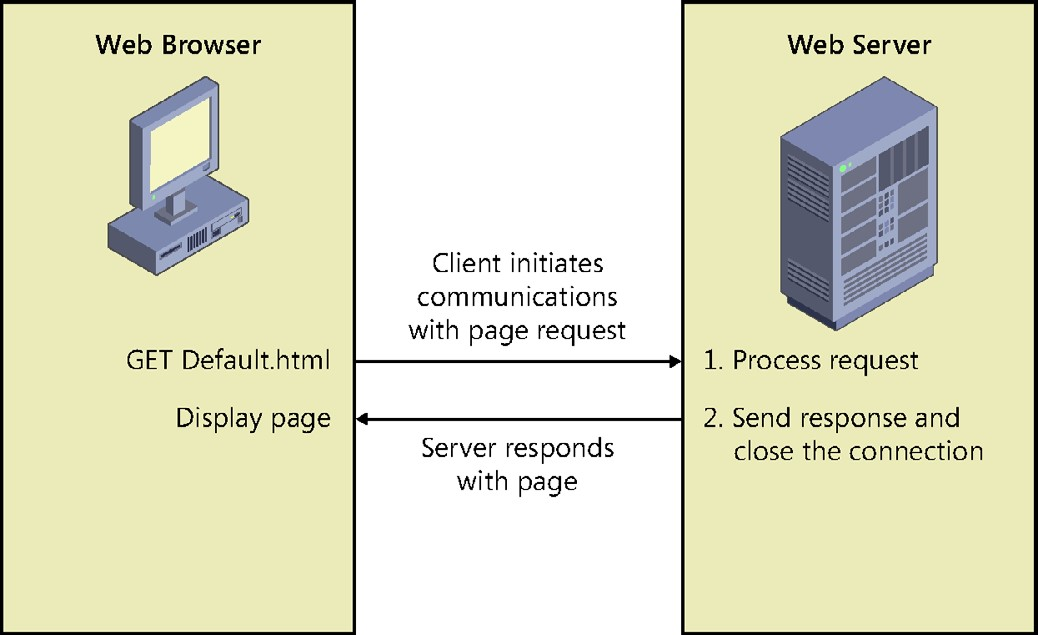 Web Browser
Web Server
Client initiates
communications
with page request
GET Default.html
1. Process request
Display page
2. Send response and
close the connection
Server responds
with page